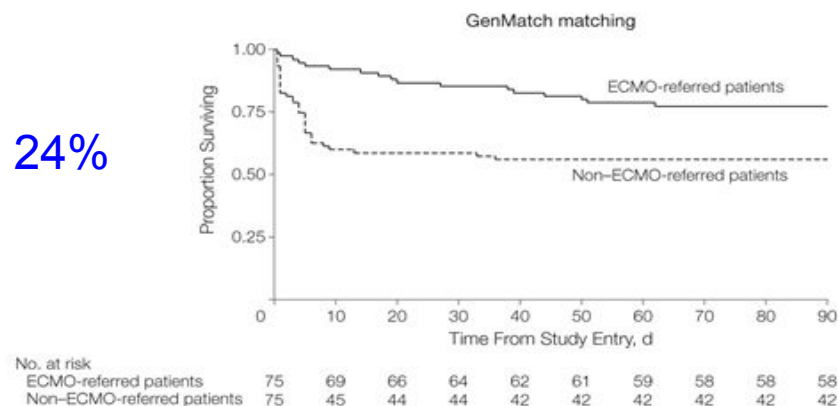 GenMatch matching
24%
Proportion Surviving
1.00
0.75
0.50
0.25
ECMO-referred patients
Non–ECMO-referred patients
0 10 20 30 40 50 60 70 80 90
Time From Study Entry, d
No. at risk
ECMO-referred patients 75 69 66 64 62 61 59 58 58 58
Non–ECMO-referred patients 75 45 44 44 42 42 42 42 42 42